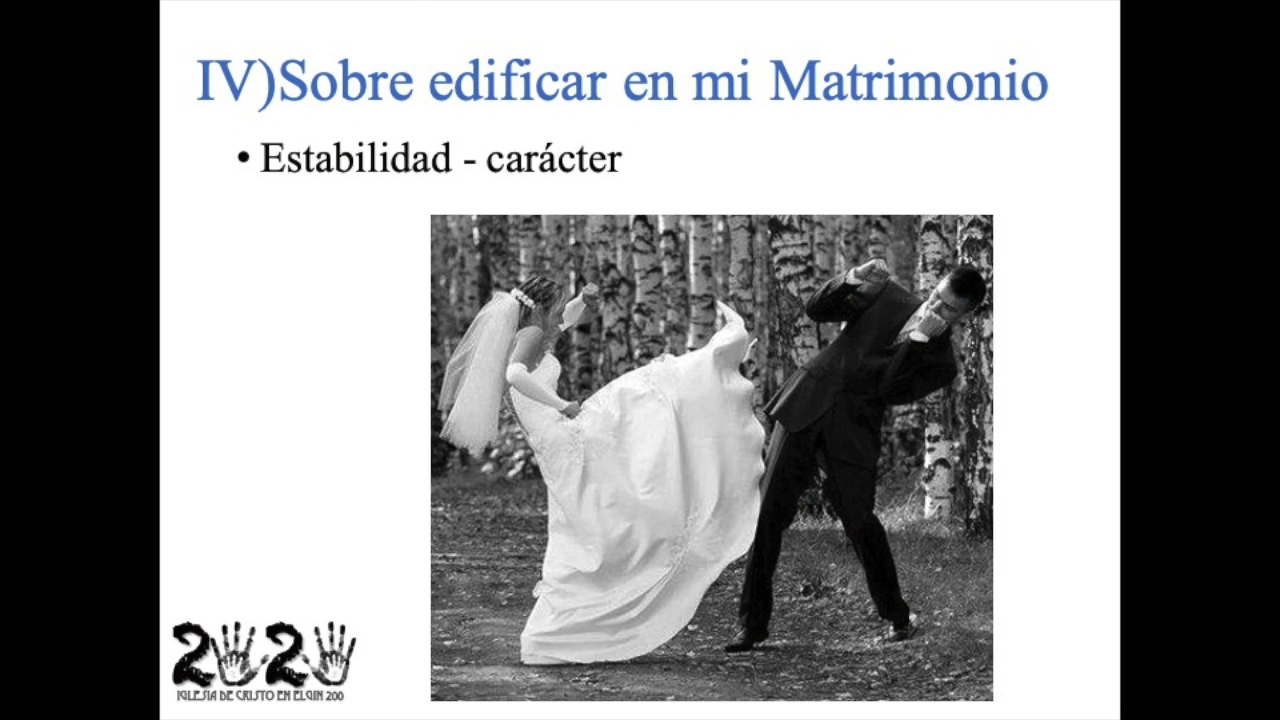 IV)Sobre edificar en mi Matrimonio
• Estabilidad - carácter
2020
IGLESIA DE CRISTO EN ELGIN 200